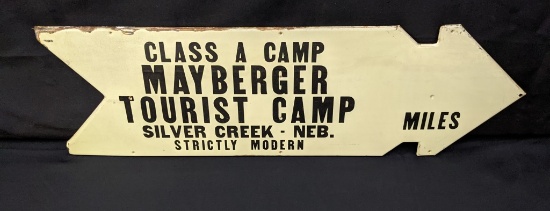 CLASS A CAMP
MAYBERGER
TOURIST CAMP
SILVER CREEK - NEB.
STRICTLY MODERN
MILES